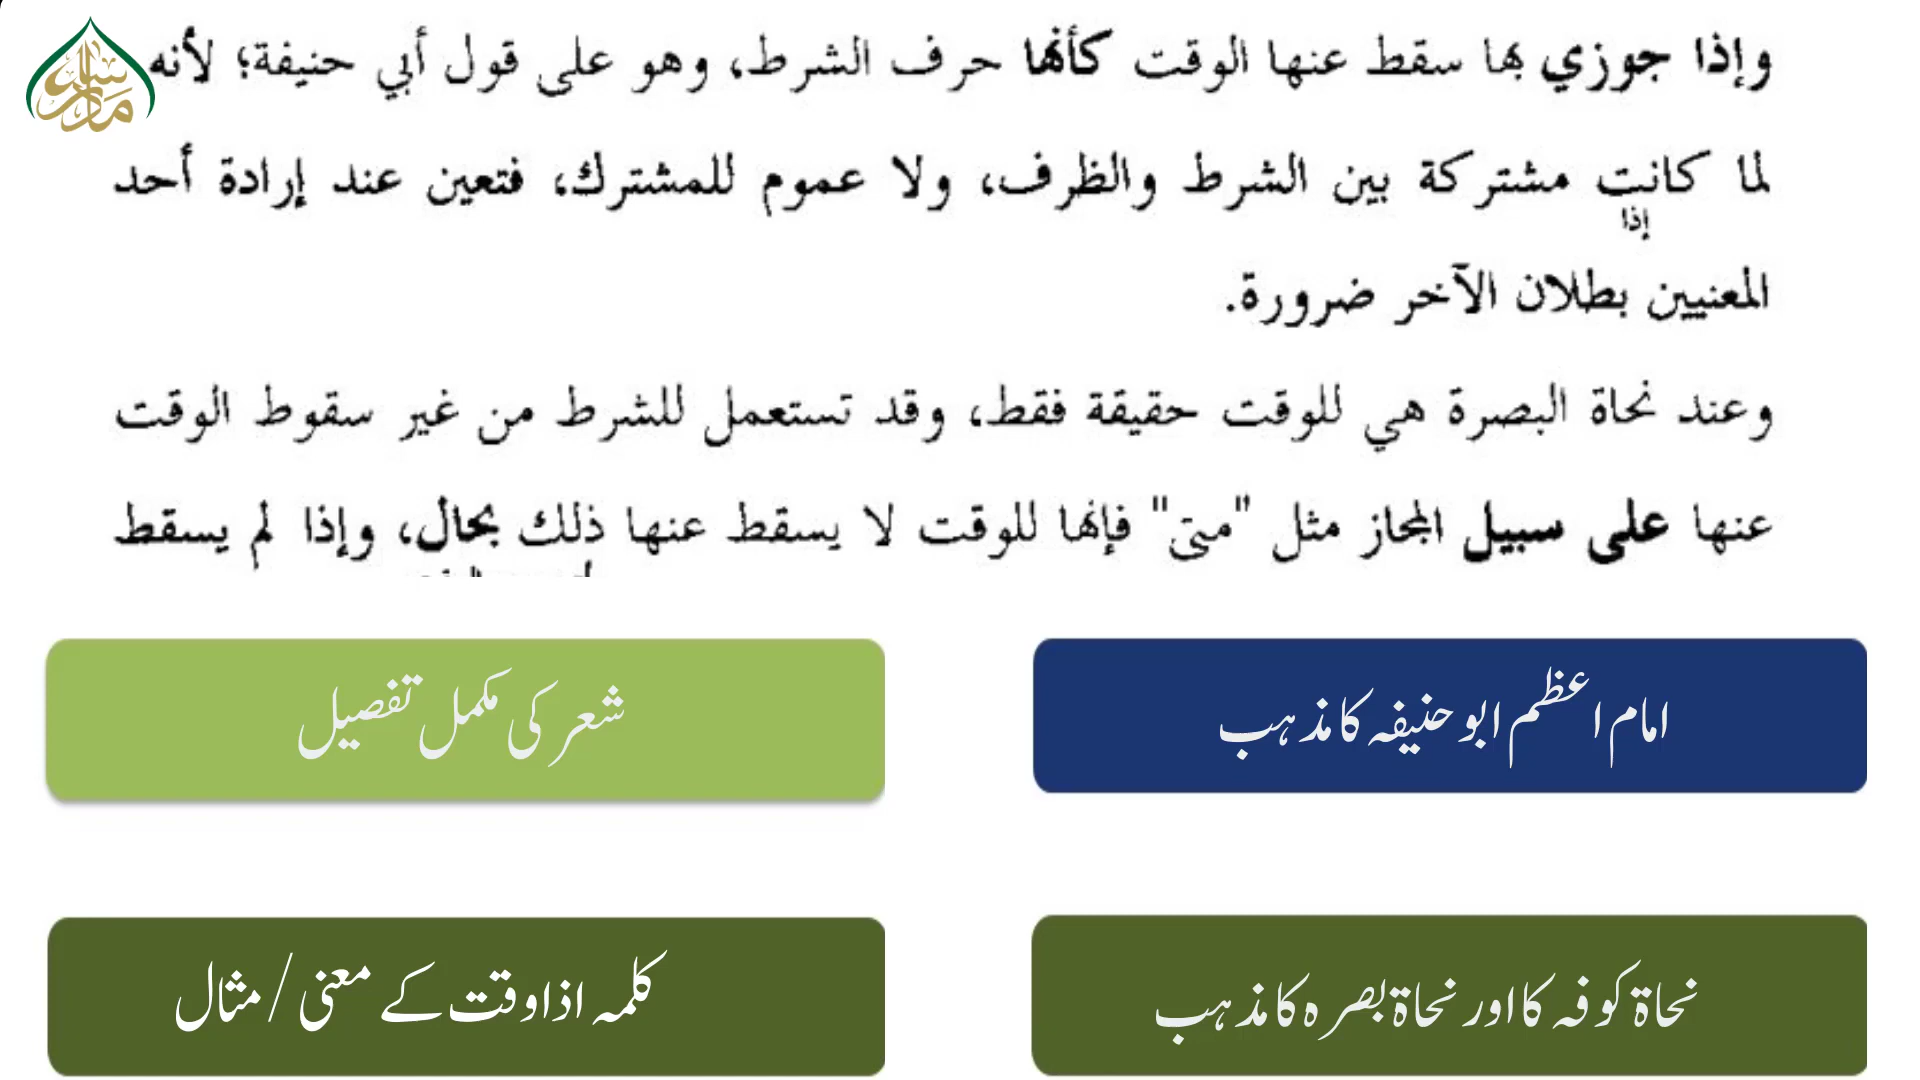 وإذا جوزي بها سقط عنها الوقت كأنها حرف الشرط، وهو على قول أبي حنيفة؛ لأنه
لما كانت مشتركة بين الشرط والظرف، ولا عموم للمشترك، فتعين عند إرادة أحد
إذا
المعنيين بطلان الآخر ضرورة.
وعند نحاة البصرة هي للوقت حقيقة فقط، وقد تستعمل للشرط من غير سقوط الوقت
عنها على سبيل المجاز مثل "متى" فإنها للوقت لا يسقط عنها ذلك بحال، وإذا لم يسقط
امام اعظم ابو حنیفہ کا مذہب
شعر کی مکمل تفصیل
نحاۃ کوفہ کا اور نحاۃ بصرہ کا مذہب
کلمہ اذا وقت کے معنی / مثال